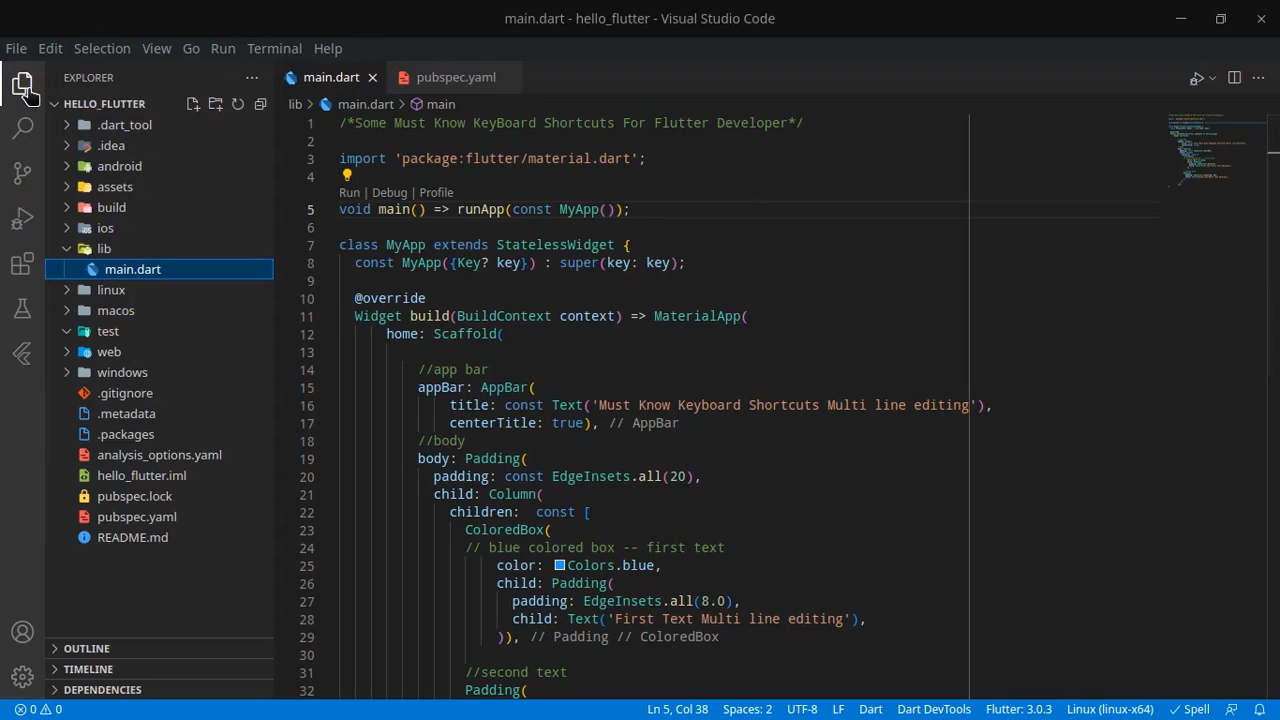 main.dart - hello_flutter - Visual Studio Code
File Edit Selection View Go Run Terminal Help
EXPLORER
main.dart
pubspec.yaml
HELLO_FLUTTER
lib main.dart main
.dart_tool
.idea
android
assets
build
ios
lib
main.dart
linux
macos
test
web
windows
.gitignore
.metadata
.packages
analysis_options.yaml
hello_flutter.iml
pubspec.lock
pubspec.yaml
README.md
OUTLINE
TIMELINE
DEPENDENCIES
1 /*Some Must Know KeyBoard Shortcuts For Flutter Developer*/
2
3 import 'package:flutter/material.dart';
4
Run | Debug | Profile
5 void main() => runApp(const MyApp());
6
7 class MyApp extends StatelessWidget {
8 const MyApp({Key? key}) : super(key: key);
9
10 @override
11 Widget build(BuildContext context) => MaterialApp(
12 home: Scaffold(
13
14 //app bar
15 appBar: AppBar(
16 title: const Text('Must Know Keyboard Shortcuts Multi line editing'),
17 centerTitle: true), // AppBar
18 //body
19 body: Padding(
20 padding: const EdgeInsets.all(20),
21 child: Column(
22 children:  const [
23 ColoredBox(
24 // blue colored box -- first text
25 color: Colors.blue,
26 child: Padding(
27 padding: EdgeInsets.all(8.0),
28 child: Text('First Text Multi line editing'),
29 )), // Padding // ColoredBox
30
31 //second text
32 Padding(
0 0 Ln 5, Col 38 Spaces: 2 UTF-8 LF Dart Dart DevTools Flutter: 3.0.3 Linux (linux-x64) Spell